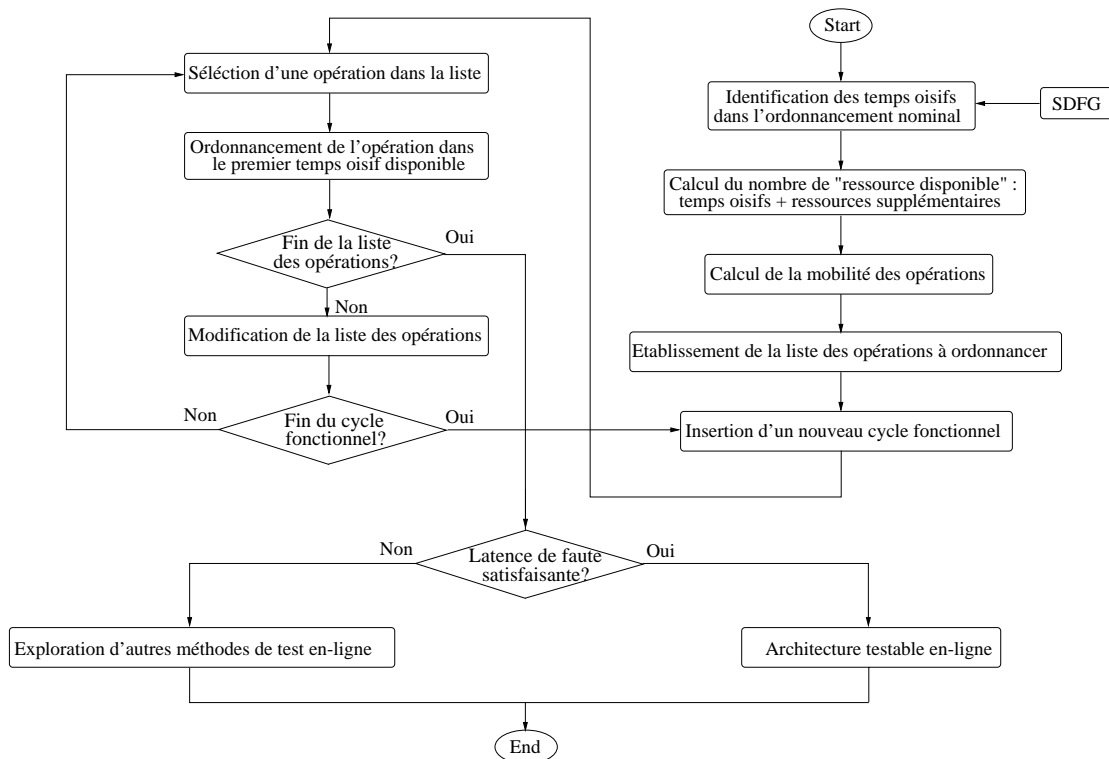 Start
Identification des temps oisifs
dans l'ordonnancement nominal
SDFG
Calcul du nombre de "ressource disponible" :
temps oisifs + ressources supplémentaires
Calcul de la mobilité des opérations
Etablissement de la liste des opérations à ordonnancer
Insertion d'un nouveau cycle fonctionnel
Séléction d'une opération dans la liste
Ordonnancement de l'opération dans
le premier temps oisif disponible
Fin de la liste
des opérations?
Oui
Non
Modification de la liste des opérations
Fin du cycle
fonctionnel?
Non
Oui
Latence de faute
satisfaisante?
Non
Oui
Exploration d'autres méthodes de test en-ligne
Architecture testable en-ligne
End